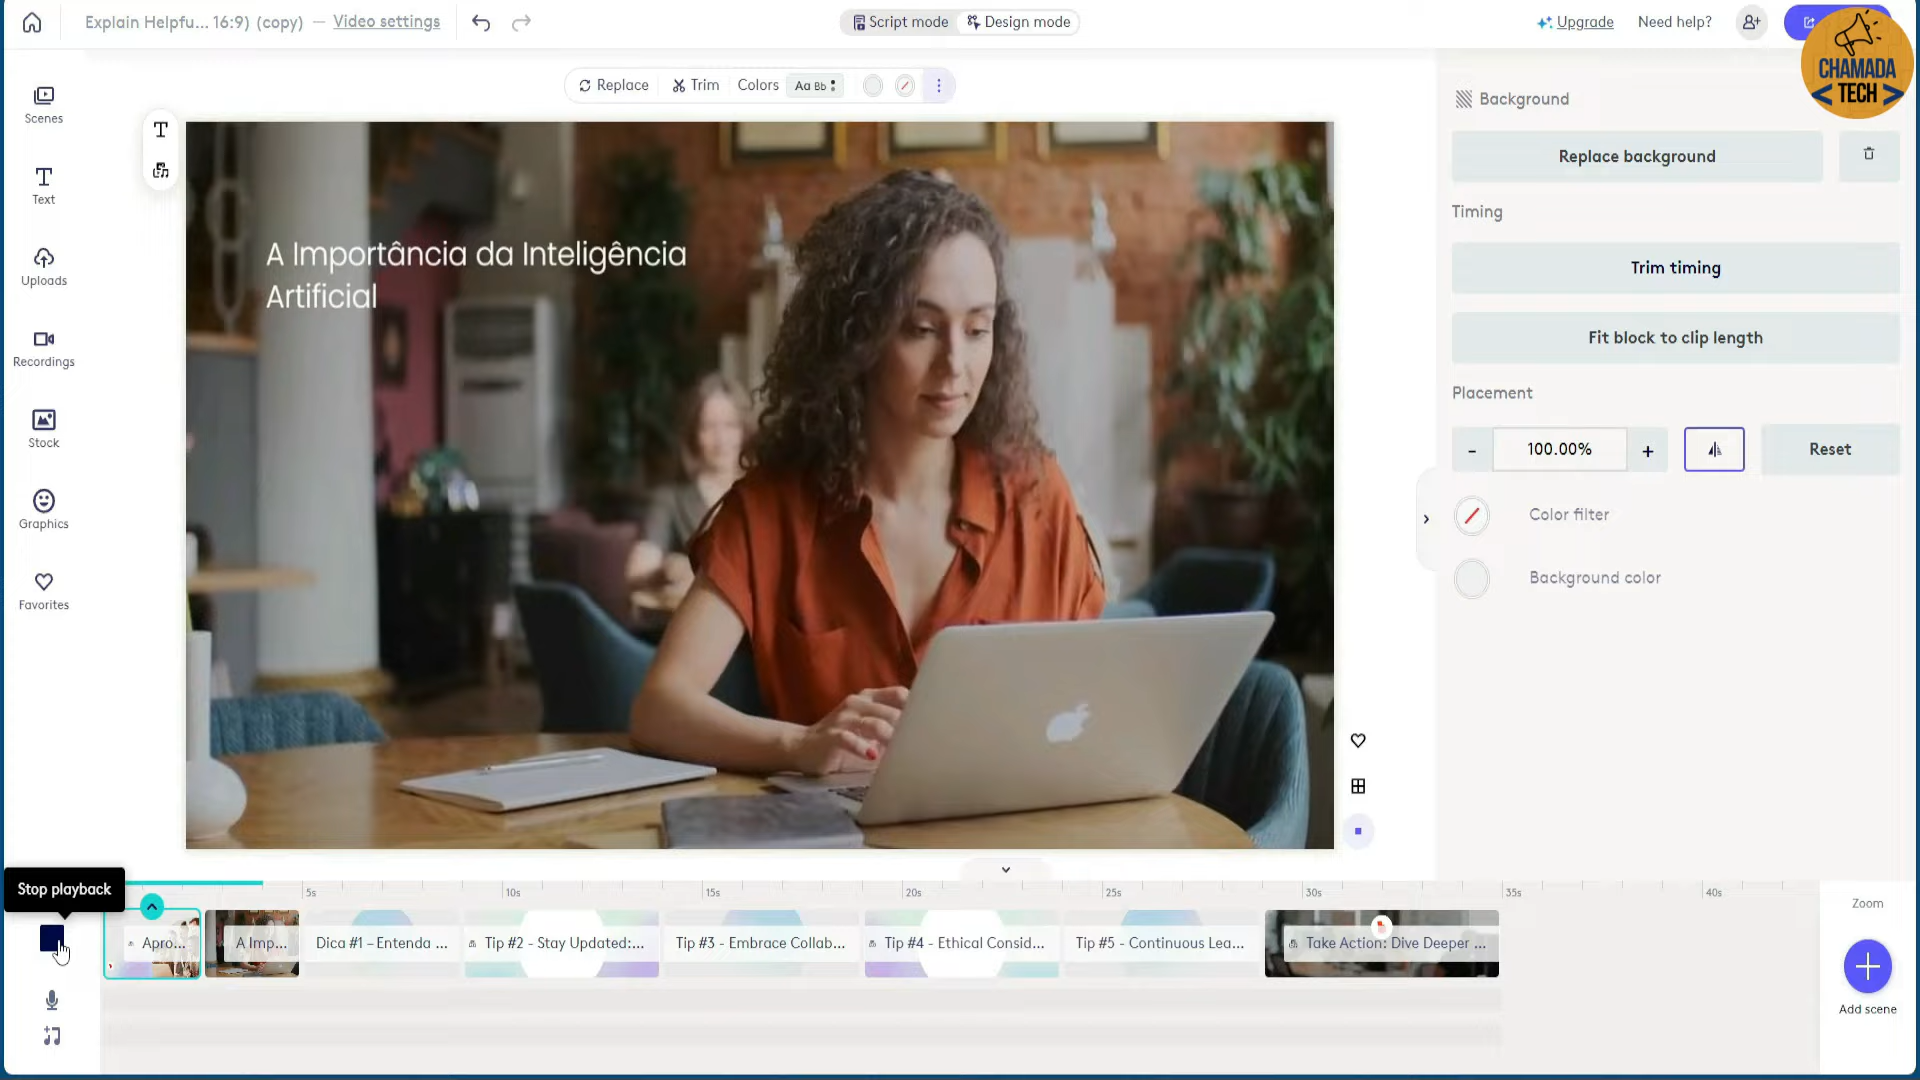 Explain Helpfu... 16:9) (copy) — Video settings
Script mode
Design mode
Upgrade
Need help?
CHAMADA
< TECH >
Scenes
Text
Uploads
Recordings
Stock
Graphics
Favorites
Replace
Trim
Colors
Aa Bb
A Importância da Inteligência
Artificial
Background
Replace background
Timing
Trim timing
Fit block to clip length
Placement
- 100.00% +
Reset
Color filter
Background color
Stop playback
5s
10s
15s
20s
25s
30s
35s
40s
Apro...
A Imp...
Dica #1 – Entenda ...
Tip #2 - Stay Updated:...
Tip #3 - Embrace Collab...
Tip #4 - Ethical Consid...
Tip #5 - Continuous Lea...
Take Action: Dive Deeper ...
Zoom
Add scene